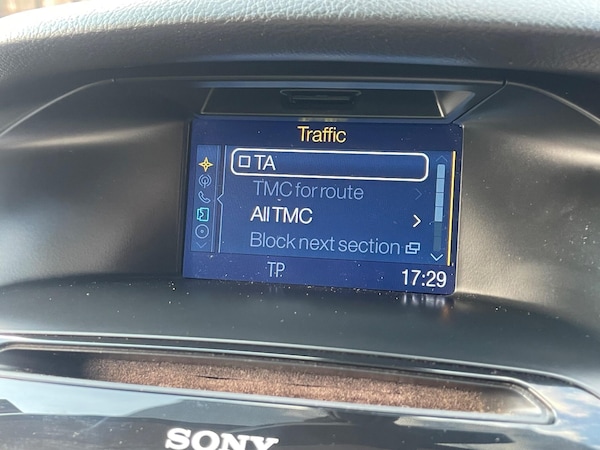 Traffic
TA
TMC for route
All TMC
Block next section
TP 17:29
SONY